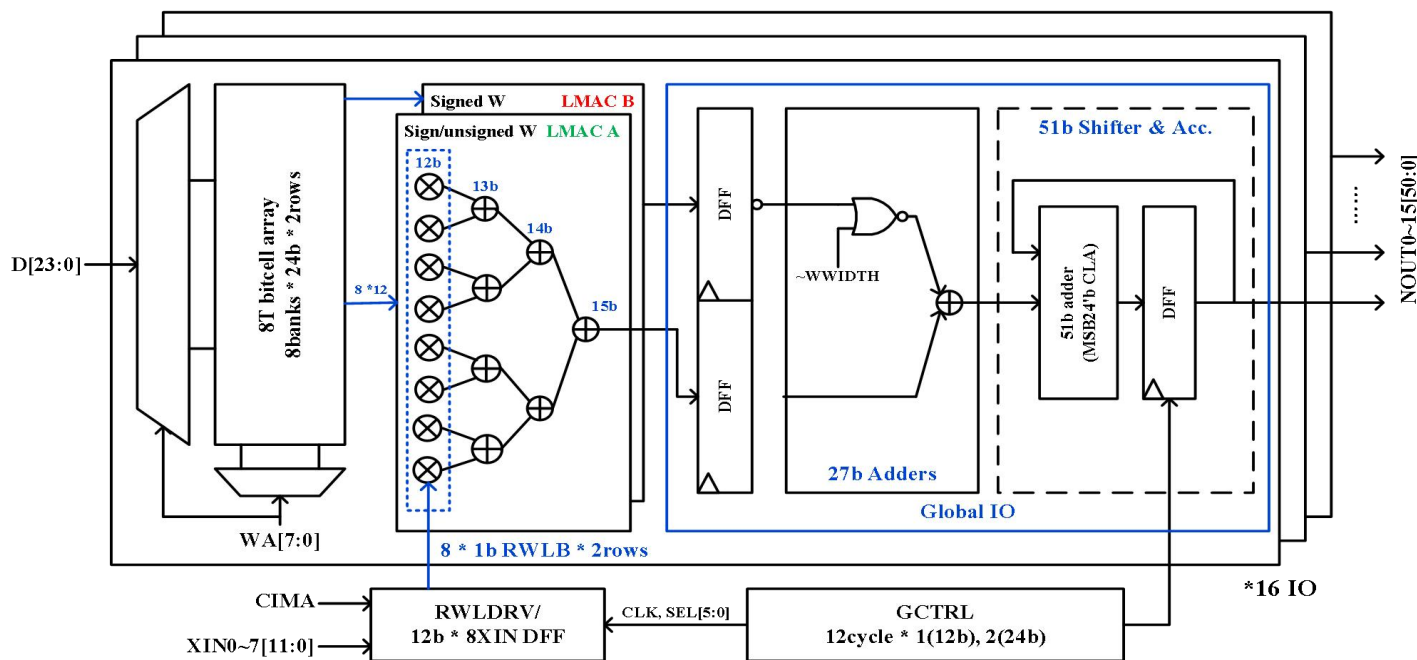 D[23:0]
8T bitcell array
8banks * 24b * 2rows
WA[7:0]
8 *12
Signed W LMAC B
Sign/unsigned W LMAC A
12b
13b
14b
15b
8 * 1b RWLB * 2rows
DFF
DFF
~WWIDTH
27b Adders
51b Shifter & Acc.
51b adder
(MSB24'b CLA)
DFF
Global IO
NOUT0~15[50:0]
......
*16 IO
CIMA
XIN0~7[11:0]
RWLDRV/
12b * 8XIN DFF
CLK, SEL[5:0]
GCTRL
12cycle * 1(12b), 2(24b)